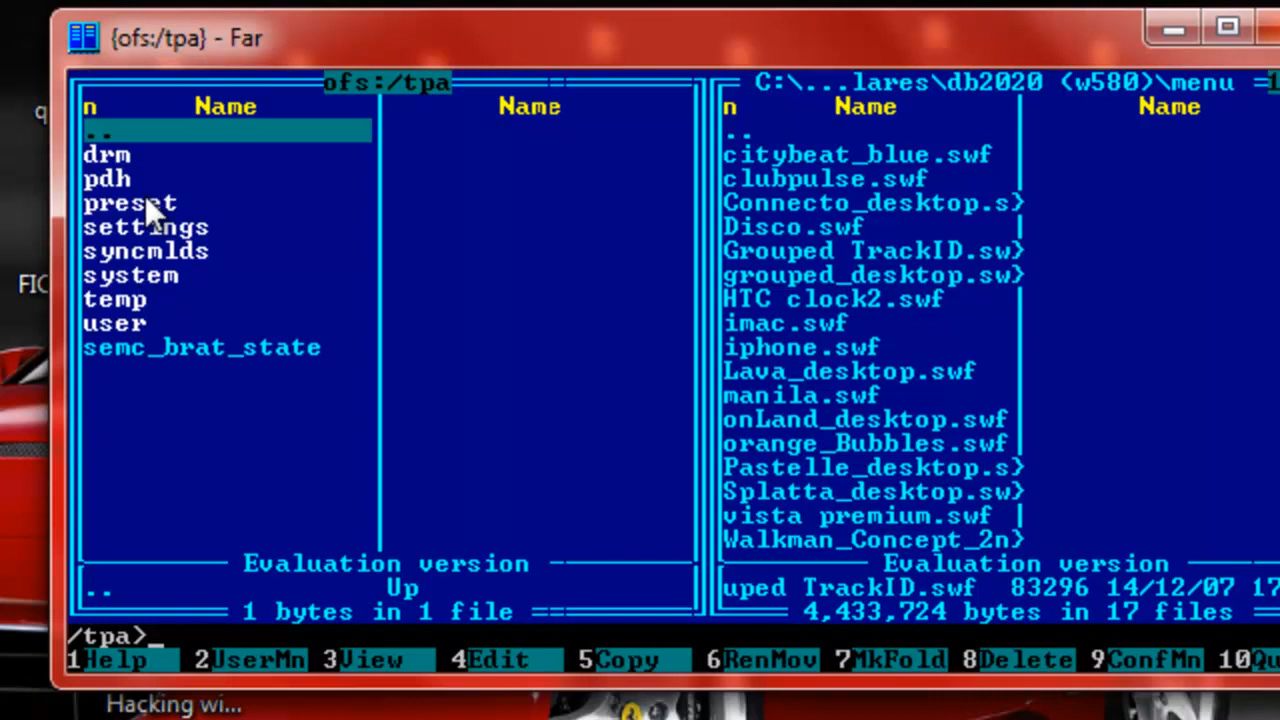 {ofs:/tpa} - Far
ofs:/tpa
n Name Name
..
drm
pdh
preset
settings
syncmlds
system
temp
user
semc_brat_state
Evaluation version
.. Up
1 bytes in 1 file
C:\...lares\db2020 (w580)\menu
n Name Name
..
citybeat_blue.swf
clubpulse.swf
Connecto_desktop.s}
Disco.swf
Grouped TrackID.sw}
grouped_desktop.sw}
HTC clock2.swf
imac.swf
iphone.swf
Lava_desktop.swf
manila.swf
onLand_desktop.swf
orange_Bubbles.swf
Pastelle_desktop.s}
Splatta_desktop.sw}
vista premium.swf
Walkman_Concept_2n}
Evaluation version
uped TrackID.swf 83296 14/12/07 17
4,433,724 bytes in 17 files
/tpa>_
1Help 2UserMn 3View 4Edit 5Copy 6RenMov 7MkFold 8Delete 9ConfMn 10Qu
q
FIC
Hacking wi...